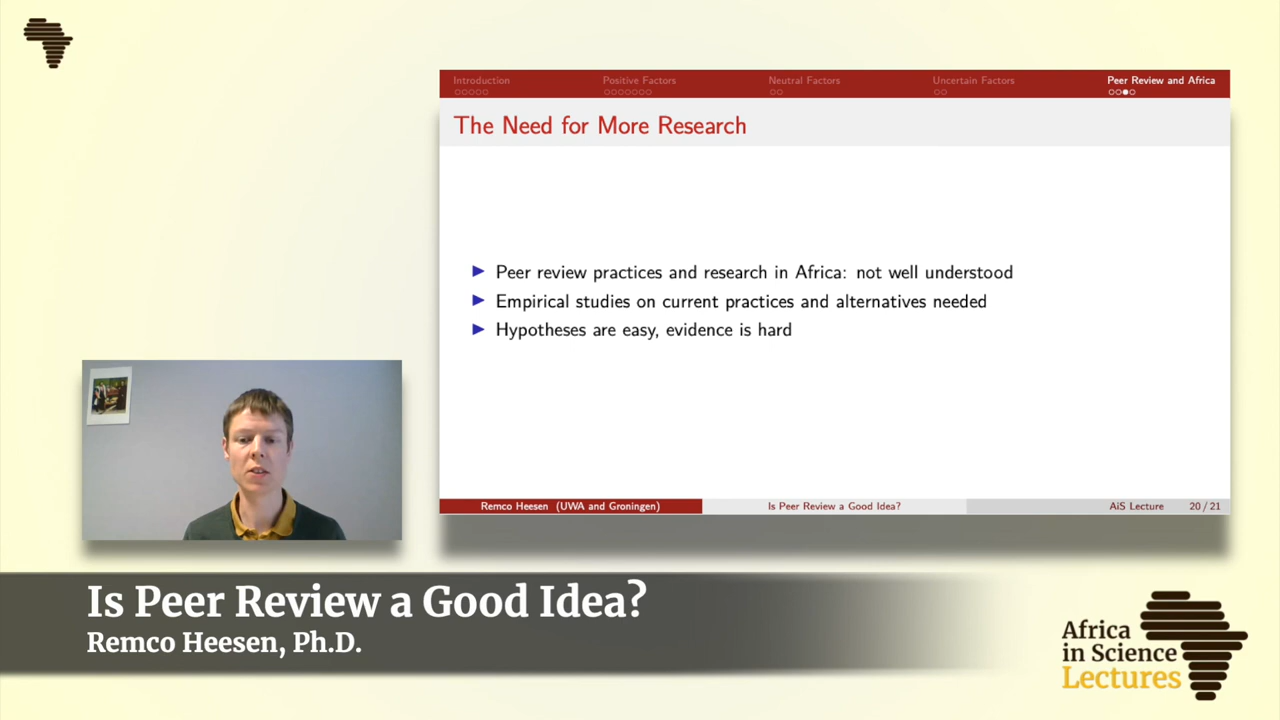 Introduction
Positive Factors
Neutral Factors
Uncertain Factors
Peer Review and Africa
The Need for More Research
Peer review practices and research in Africa: not well understood
Empirical studies on current practices and alternatives needed
Hypotheses are easy, evidence is hard
Remco Heesen (UWA and Groningen)
Is Peer Review a Good Idea?
AiS Lecture
20 / 21
Is Peer Review a Good Idea?
Remco Heesen, Ph.D.
Africa
in Science
Lectures